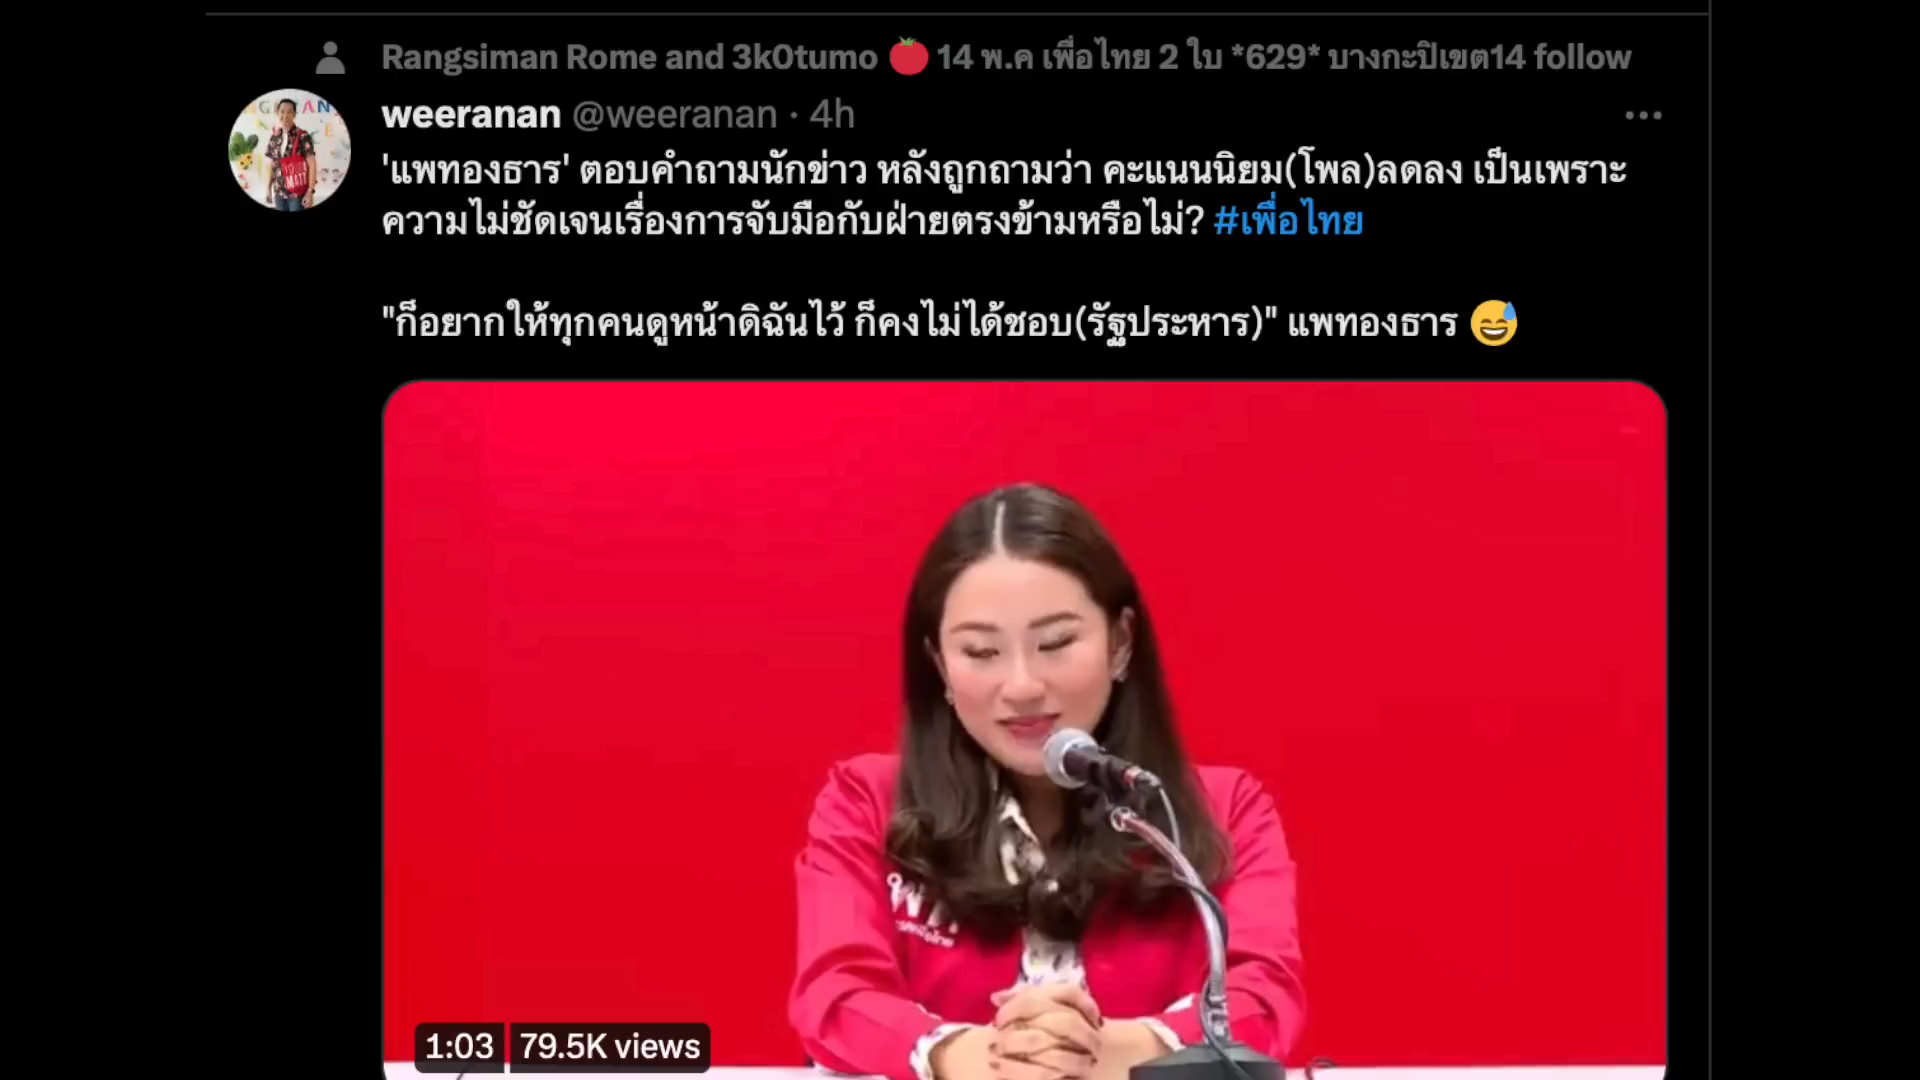 Rangsiman Rome and 3k0tumo 🍅 14 พ.ค เพื่อไทย 2 ใบ *629* บางกะปิเขต14 follow
weeranan @weeranan · 4h
'แพทองธาร' ตอบคำถามนักข่าว หลังถูกถามว่า คะแนนนิยม(โพล)ลดลง เป็นเพราะ
ความไม่ชัดเจนเรื่องการจับมือกับฝ่ายตรงข้ามหรือไม่? #เพื่อไทย
"ก็อยากให้ทุกคนดูหน้าดิฉันไว้ ก็คงไม่ได้ชอบ(รัฐประหาร)" แพทองธาร 😅
1:03 79.5K views